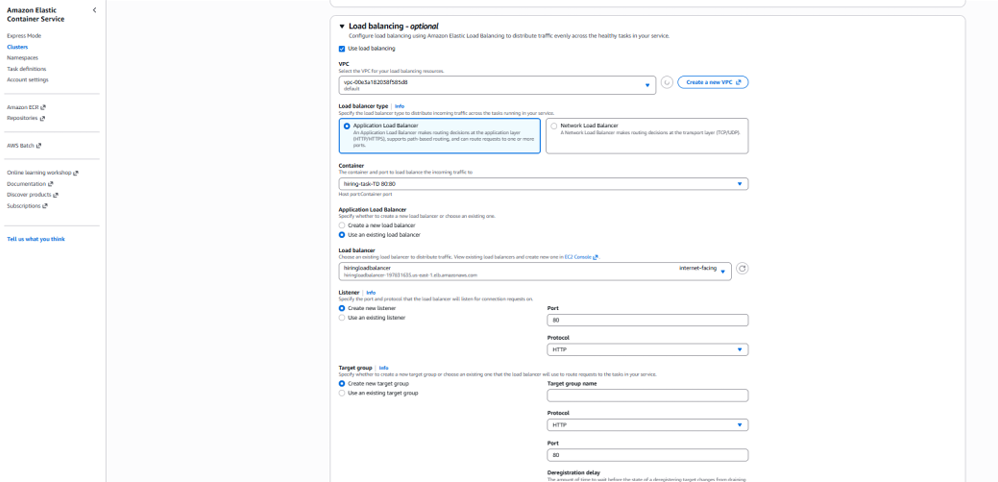 Amazon Elastic
Container Service
Express Mode
Clusters
Namespaces
Task definitions
Account settings
Amazon ECR
Repositories
AWS Batch
Online learning workshop
Documentation
Discover products
Subscriptions
Tell us what you think
Load balancing - optional
Configure load balancing using Amazon Elastic Load Balancing to distribute traffic evenly across the healthy tasks in your service.
Use load balancing
VPC
Select the VPC for your load balancing resources.
default
Create a new VPC
Load balancer type | Info
Specify the load balancer type to distribute incoming traffic across the tasks running in your service.
Application Load Balancer
An Application Load Balancer makes routing decisions at the application layer
(HTTP/HTTPS), supports path-based routing, and can route requests to one or more
ports.
Network Load Balancer
A Network Load Balancer makes routing decisions at the transport layer (TCP/UDP).
Container
The container and port to load balance the incoming traffic to
hiring-task-TD 80:80
Host port:Container port
Application Load Balancer
Specify whether to create a new load balancer or choose an existing one.
Create a new load balancer
Use an existing load balancer
Load balancer
Choose an existing load balancer to distribute traffic. View existing load balancers and create new one in EC2 Console
hiringloadbalancer
Internet-facing
Listener | Info
Specify the port and protocol that the load balancer will listen for connection requests on.
Create new listener
Use an existing listener
Port
80
Protocol
HTTP
Target group | Info
Specify whether to create a new target group or choose an existing one that the load balancer will use to route requests to the tasks in your service.
Create new target group
Use an existing target group
Target group name
Protocol
HTTP
Port
80
Deregistration delay
The amount of time to wait before the state of a deregistering target changes from draining